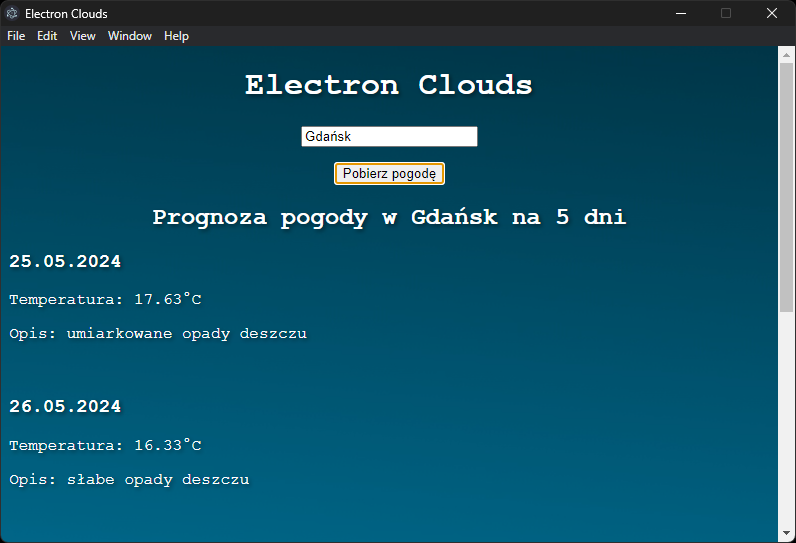 Electron Clouds
File Edit View Window Help
Electron Clouds
Gdańsk
Pobierz pogodę
Prognoza pogody w Gdańsk na 5 dni
25.05.2024
Temperatura: 17.63°C
Opis: umiarkowane opady deszczu
26.05.2024
Temperatura: 16.33°C
Opis: słabe opady deszczu